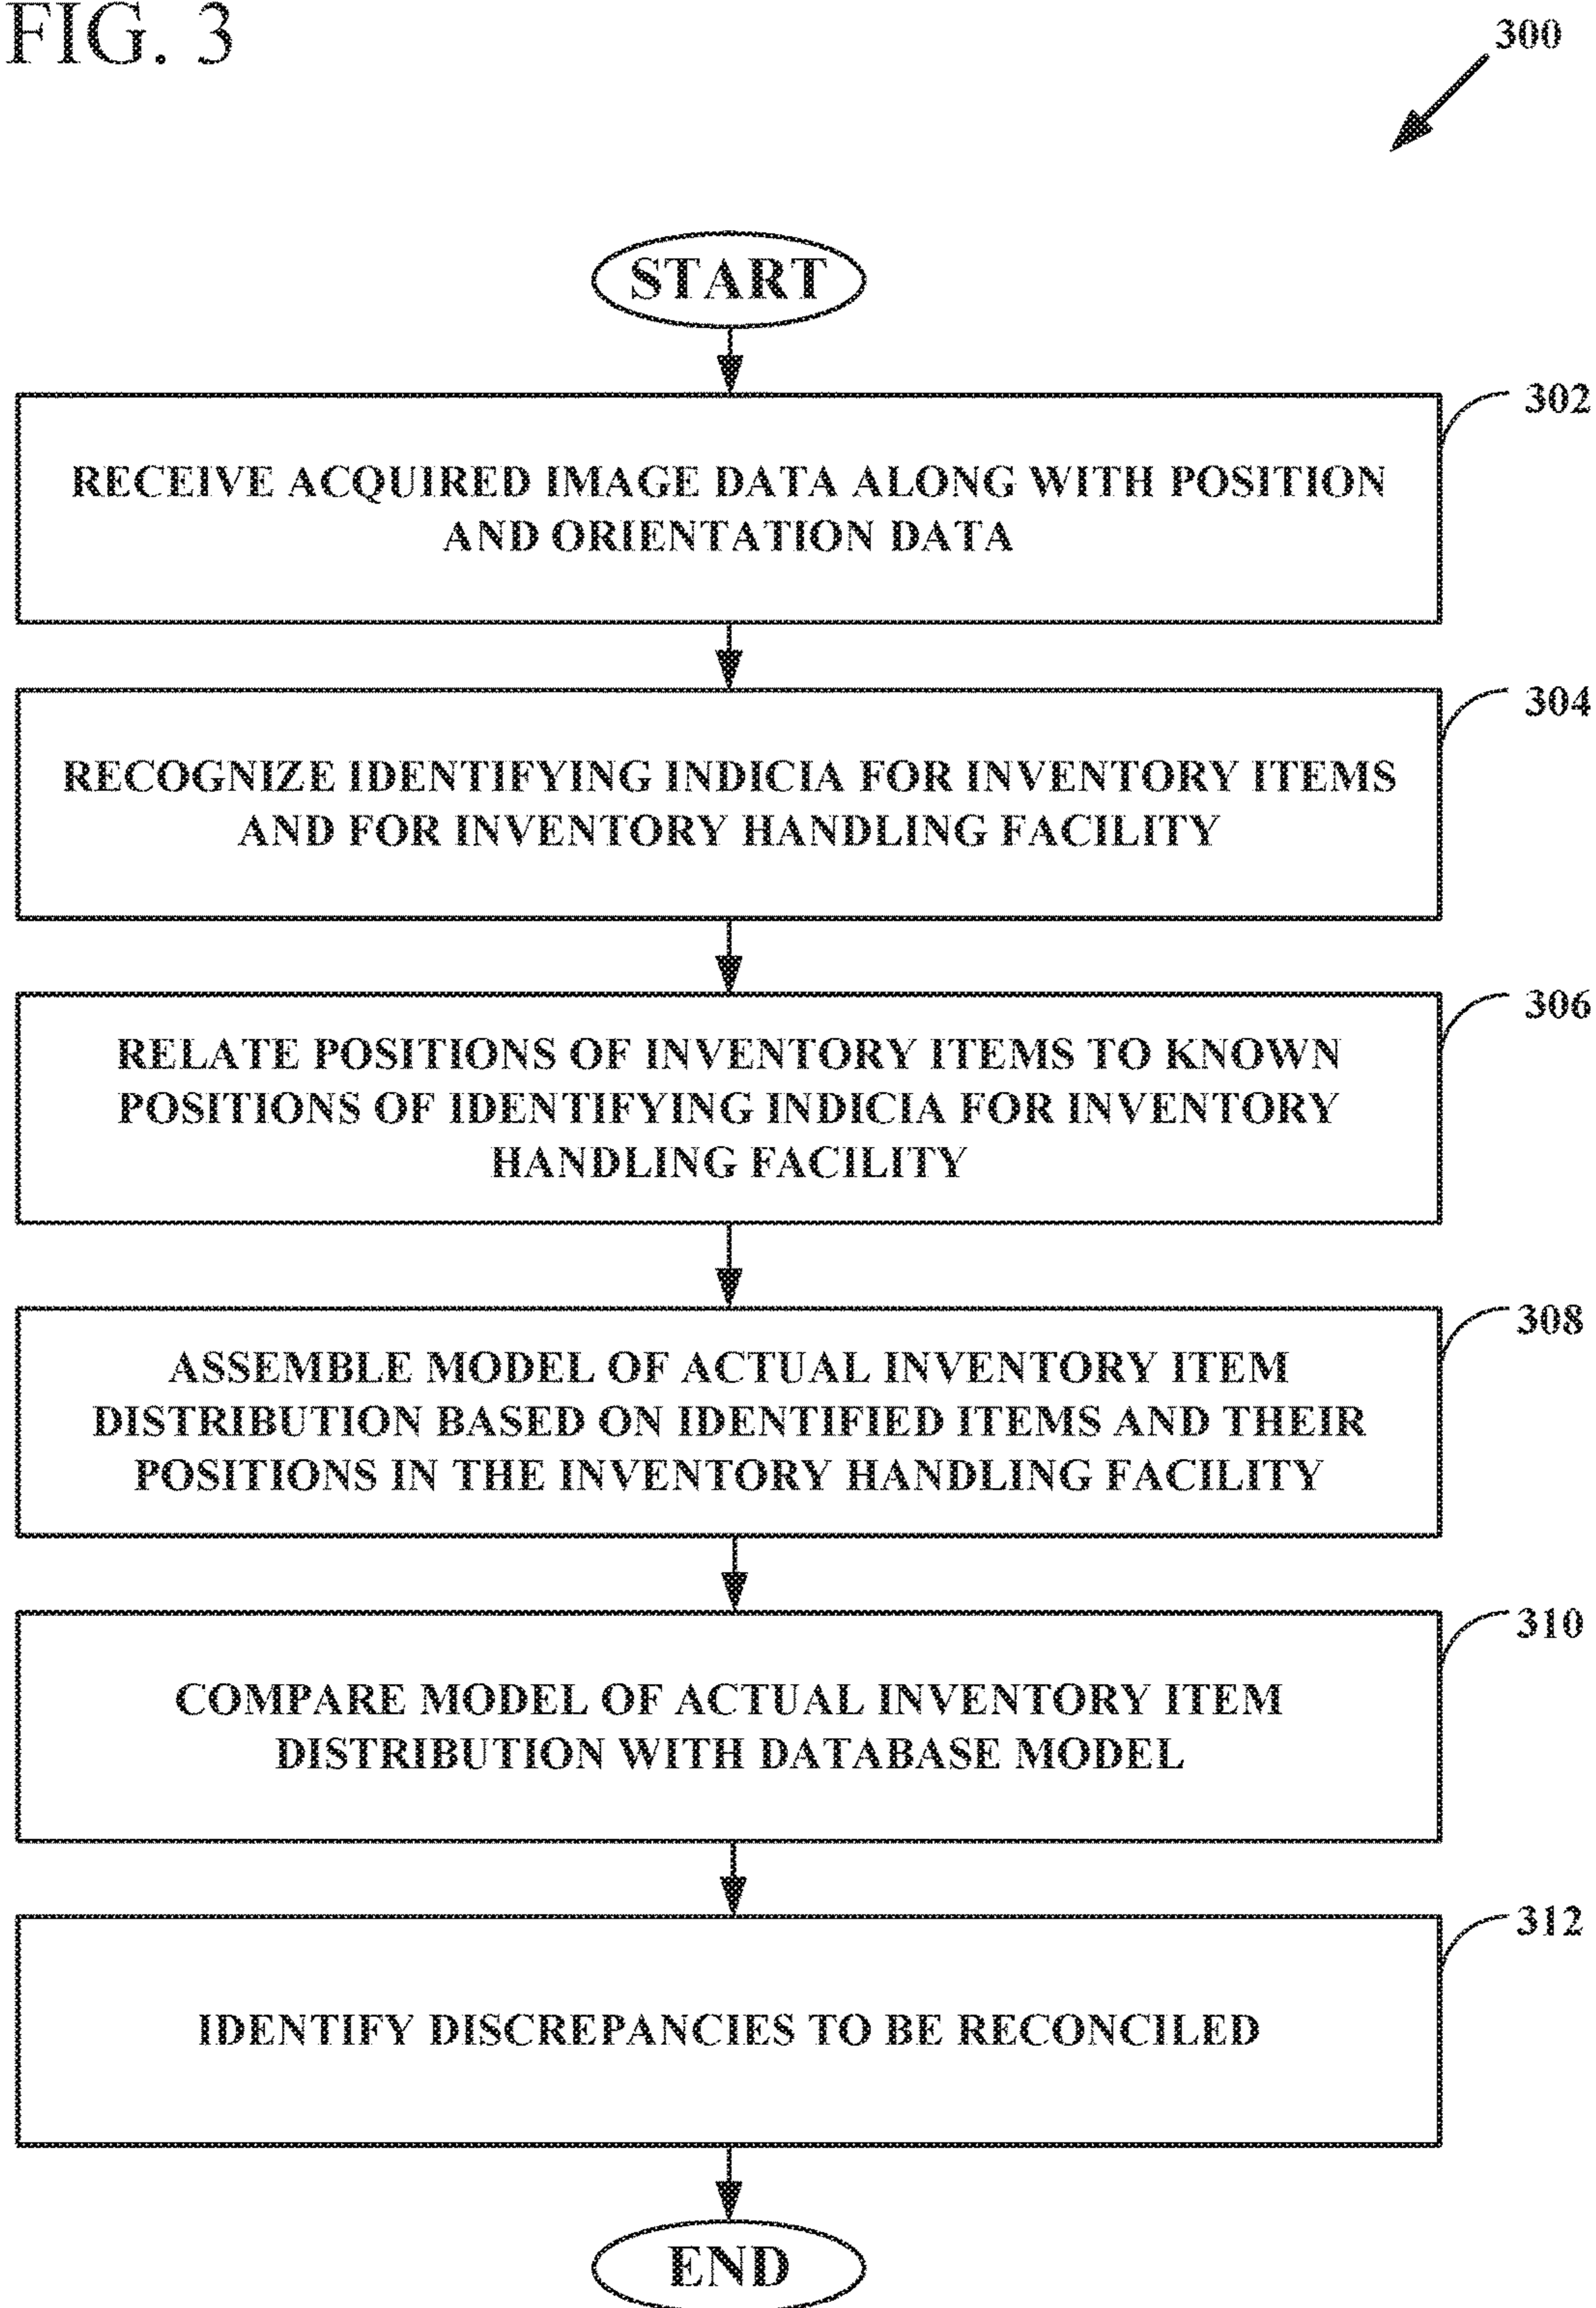 FIG. 3
300
START
302
RECEIVE ACQUIRED IMAGE DATA ALONG WITH POSITION
AND ORIENTATION DATA
304
RECOGNIZE IDENTIFYING INDICIA FOR INVENTORY ITEMS
AND FOR INVENTORY HANDLING FACILITY
306
RELATE POSITIONS OF INVENTORY ITEMS TO KNOWN
POSITIONS OF IDENTIFYING INDICIA FOR INVENTORY
HANDLING FACILITY
308
ASSEMBLE MODEL OF ACTUAL INVENTORY ITEM
DISTRIBUTION BASED ON IDENTIFIED ITEMS AND THEIR
POSITIONS IN THE INVENTORY HANDLING FACILITY
310
COMPARE MODEL OF ACTUAL INVENTORY ITEM
DISTRIBUTION WITH DATABASE MODEL
312
IDENTIFY DISCREPANCIES TO BE RECONCILED
END